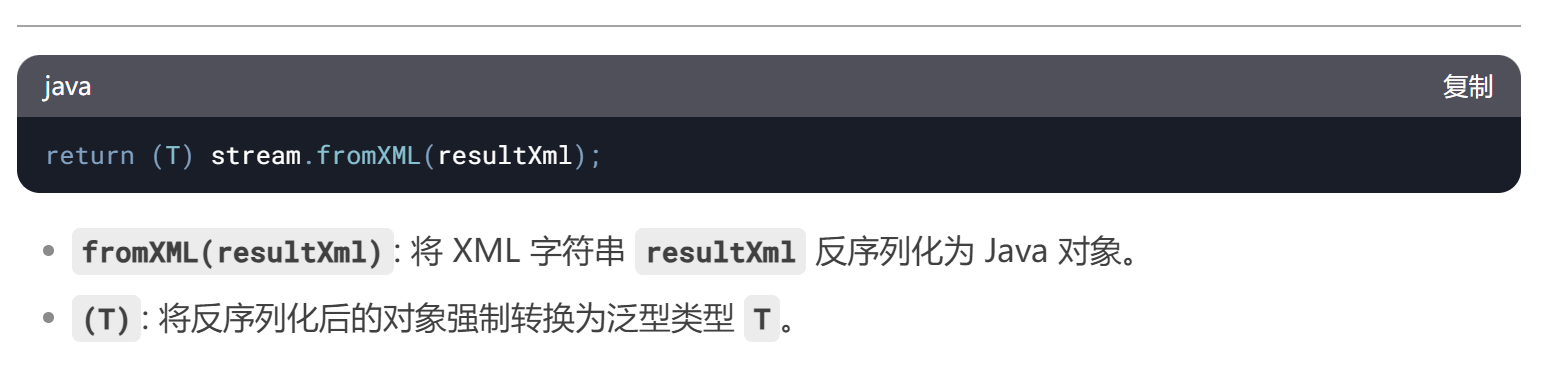 java 复制
return (T) stream.fromXML(resultXml);
fromXML(resultXml): 将 XML 字符串 resultXml 反序列化为 Java 对象。
(T): 将反序列化后的对象强制转换为泛型类型 T。